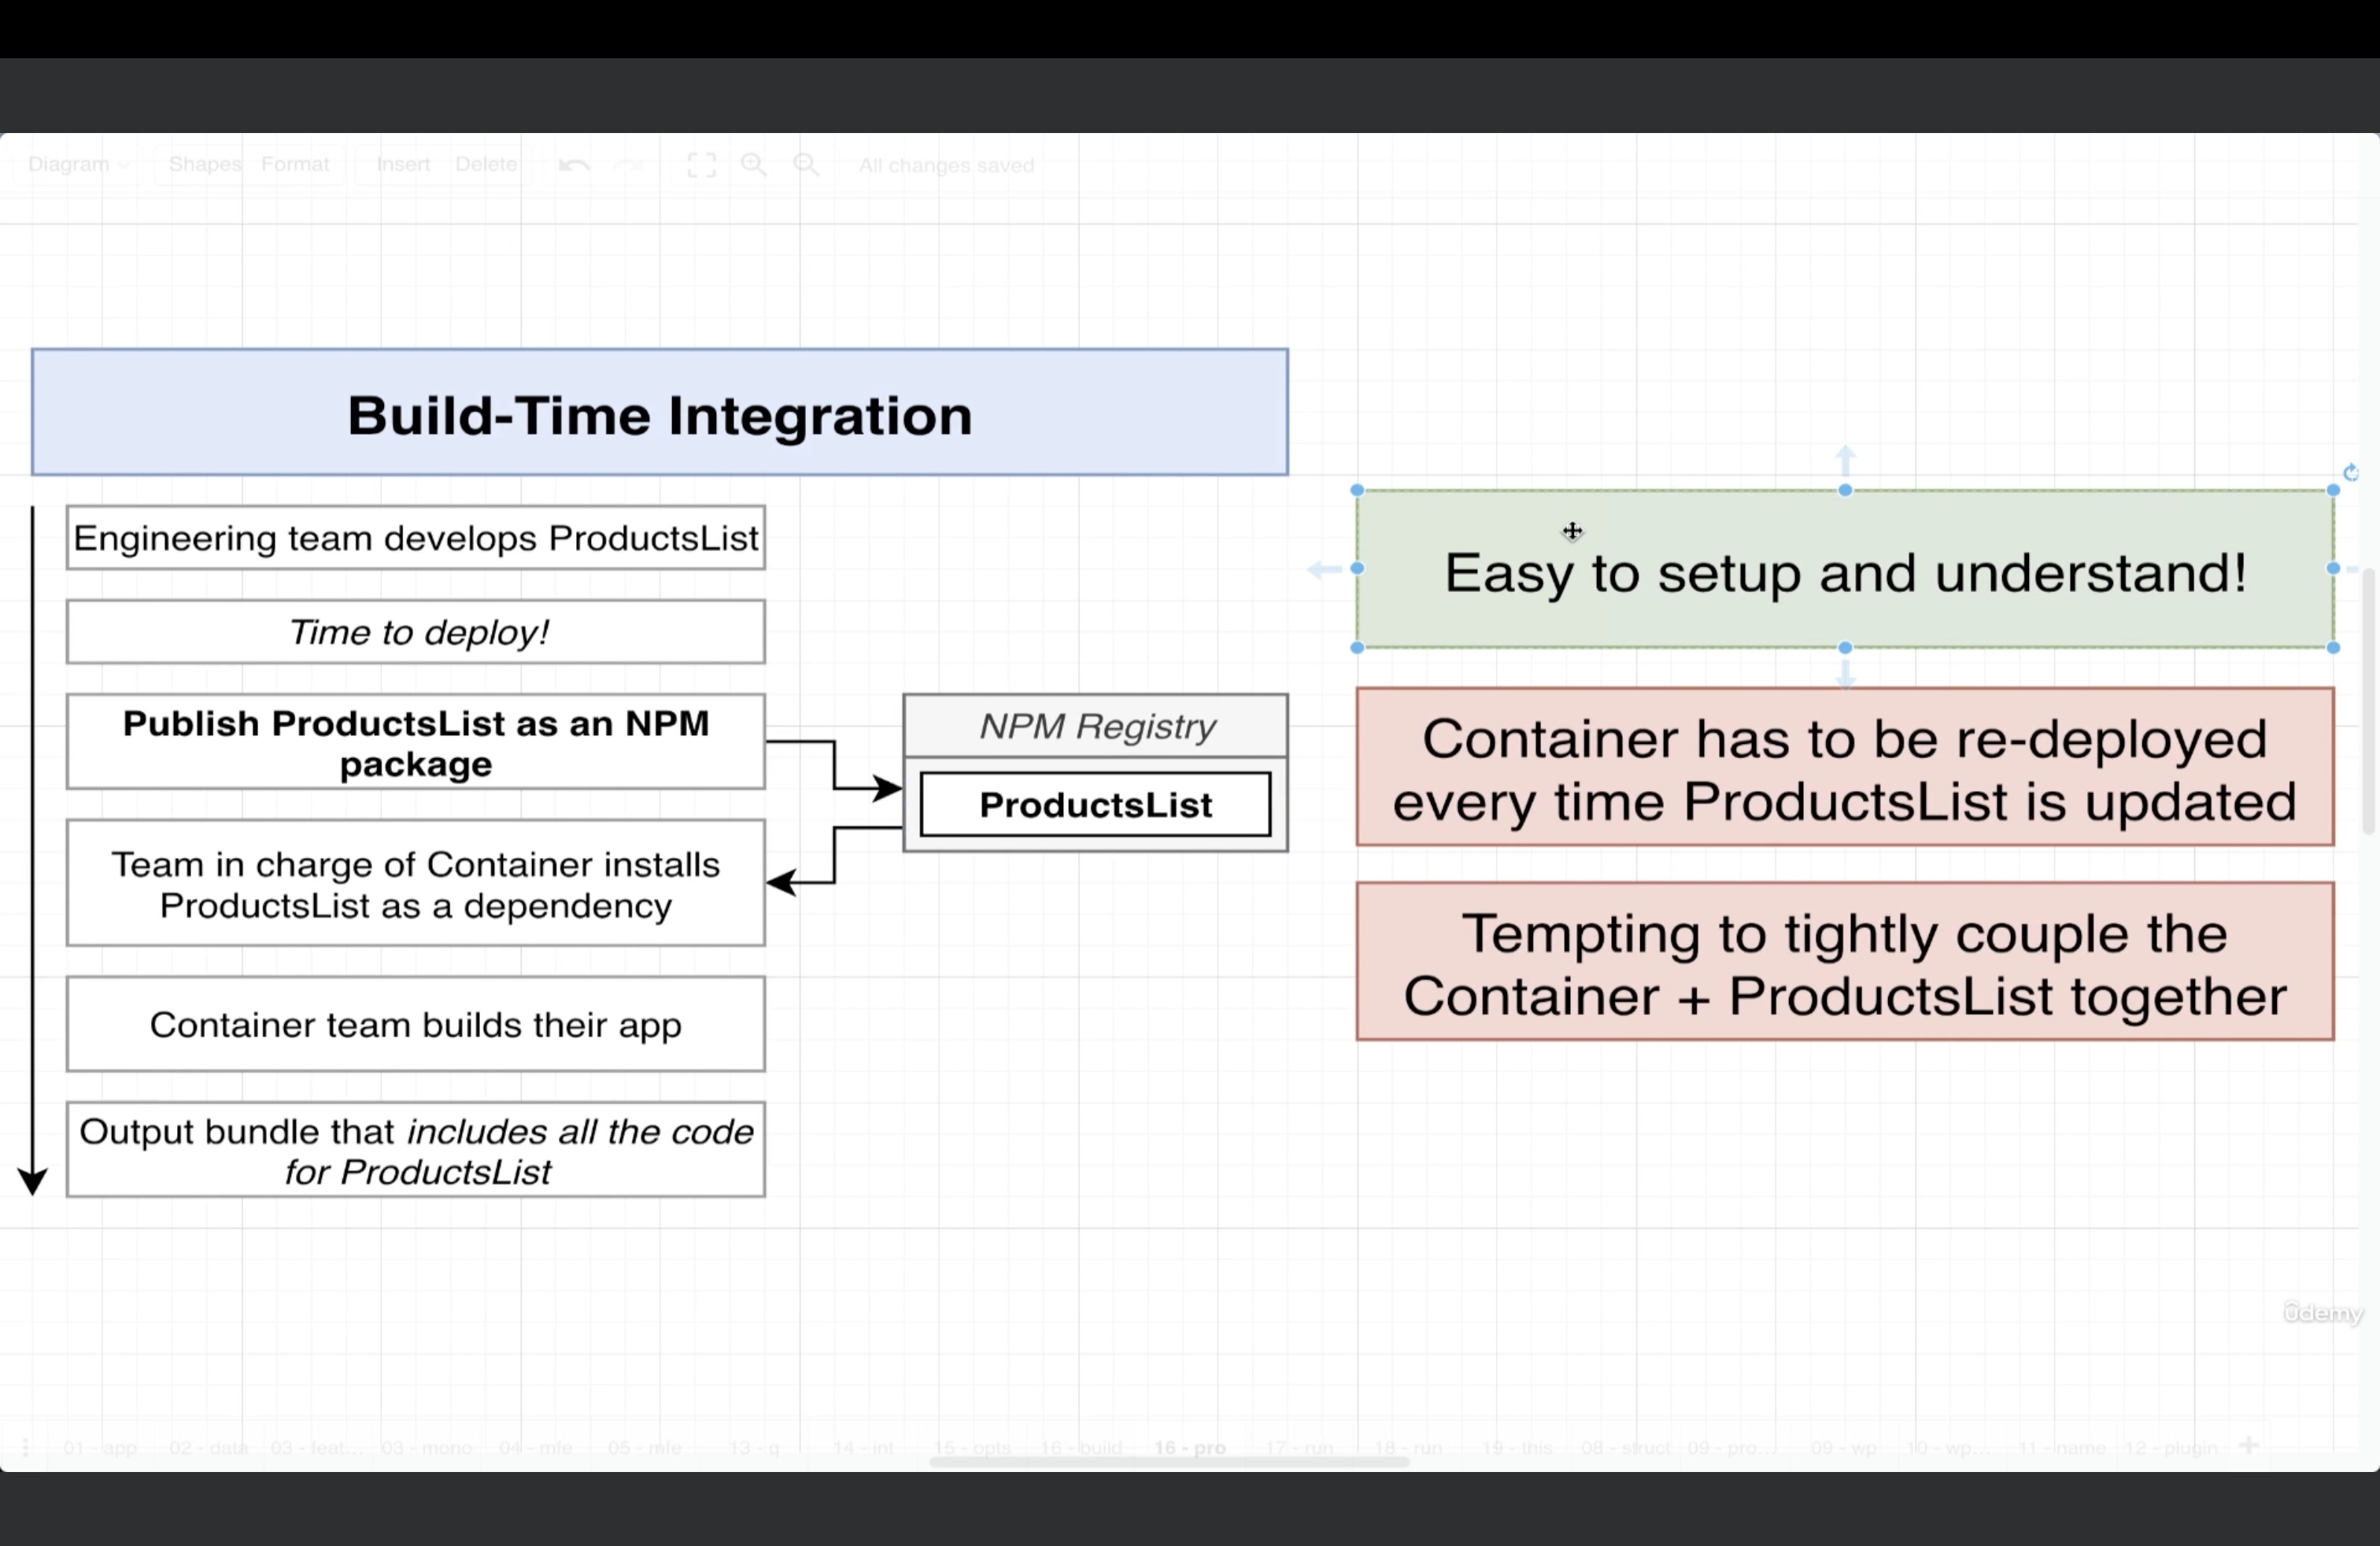 Diagram
Shapes Format
Insert Delete
All changes saved
Build-Time Integration
Engineering team develops ProductsList
Time to deploy!
Publish ProductsList as an NPM
package
Team in charge of Container installs
ProductsList as a dependency
Container team builds their app
Output bundle that includes all the code
for ProductsList
NPM Registry
ProductsList
Easy to setup and understand!
Container has to be re-deployed
every time ProductsList is updated
Tempting to tightly couple the
Container + ProductsList together
ûdemy
01 - app 02 - data 03 - feat... 03 - mono 04 - mfe 05 - mfe 13 - q 14 - int 15 - opts 16 - build 16 - pro 17 - run 18 - run 19 - this 08 - struct 09 - pro... 09 - wp 10 - wp... 11 - name 12 - plugin